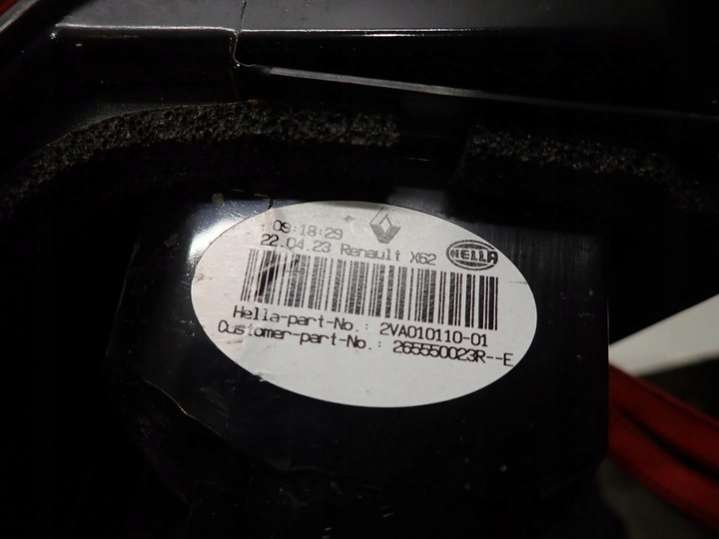 09:18:29
22.04.23 Renault X62
HELLA
Hella-part-No.: 2VA010110-01
Customer-part-No.: 265550023R--E